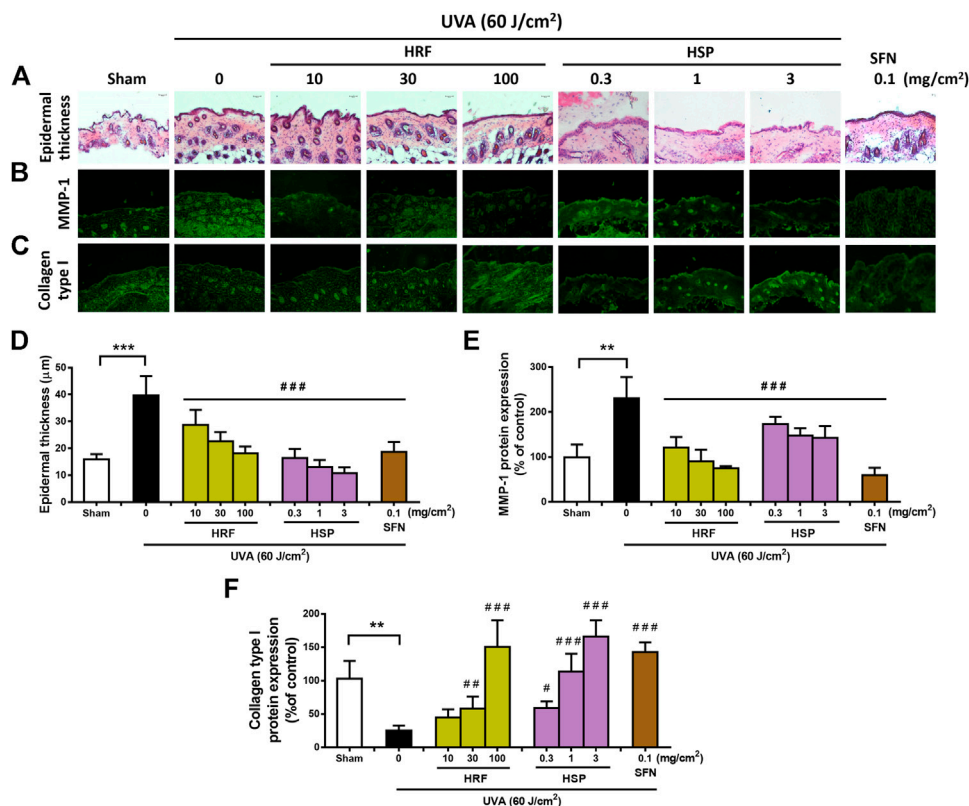 UVA (60 J/cm²)
HRF HSP SFN
Sham 0 10 30 100 0.3 1 3 0.1 (mg/cm²)
A
Epidermal
thickness
B
MMP-1
C
Collagen
type I
D
Epidermal thickness (μm)
50
40
30
20
10
0
***
###
Sham 0 10 30 100 0.3 1 3 0.1 (mg/cm²)
HRF HSP SFN
UVA (60 J/cm²)
E
MMP-1 protein expression
(% of control)
300
200
100
0
**
###
Sham 0 10 30 100 0.3 1 3 0.1 (mg/cm²)
HRF HSP SFN
UVA (60 J/cm²)
F
Collagen type I
protein expression
(%of control)
200
150
100
50
0
**
##
###
#
###
###
###
Sham 0 10 30 100 0.3 1 3 0.1 (mg/cm²)
HRF HSP SFN
UVA (60 J/cm²)